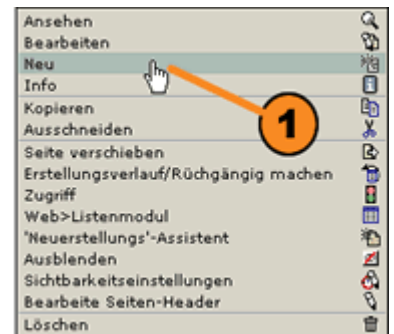 Ansehen
Bearbeiten
Neu
Info
Kopieren
Ausschneiden
Seite verschieben
Erstellungsverlauf/Rüchgängig machen
Zugriff
Web>Listenmodul
'Neuerstellungs'-Assistent
Ausblenden
Sichtbarkeitseinstellungen
Bearbeite Seiten-Header
Löschen
1